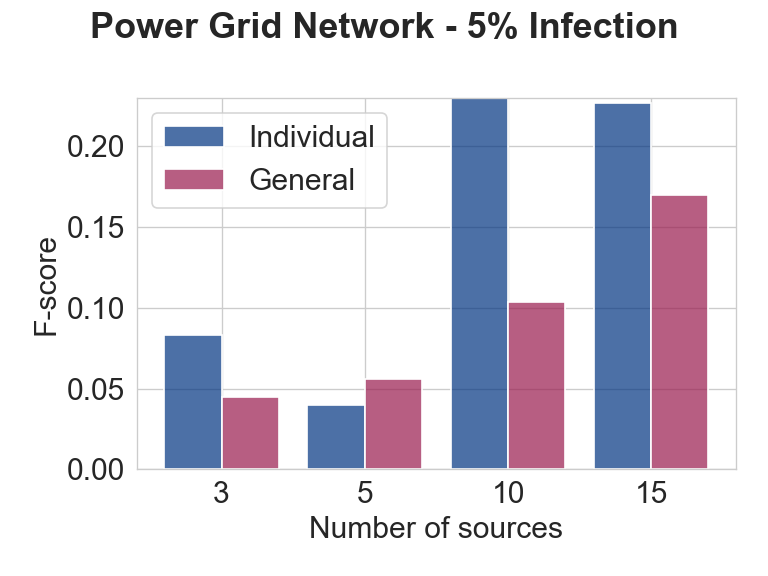 Power Grid Network - 5% Infection
Individual
General
0.20
0.15
0.10
0.05
0.00
F-score
3 5 10 15
Number of sources